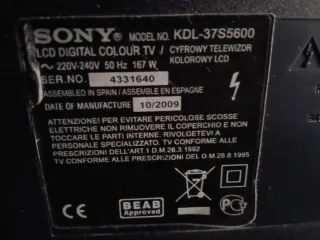 SONY MODEL NO. KDL-37S5600
LCD DIGITAL COLOUR TV / CYFROWY TELEWIZOR
KOLOROWY LCD
~ 220V-240V 50 Hz 167 W
SER.NO. 4331640
ASSEMBLED IN SPAIN / ASSEMBLE EN ESPAGNE
DATE OF MANUFACTURE 10/2009
ATTENZIONE! PER EVITARE PERICOLOSE SCOSSE
ELETTRICHE NON RIMUOVERE IL COPERCHIO E NON
TOCCARE LE PARTI INTERNE. RIVOLGETEVI A
PERSONALE SPECIALIZZATO. TV CONFORME ALLE
PRESCRIZIONI DELL'ART.1 D.M 26.3.1992
ED ALLE PRESCRIZIONI DEL D.M 28.8.1995
CE
BEAB
Approved